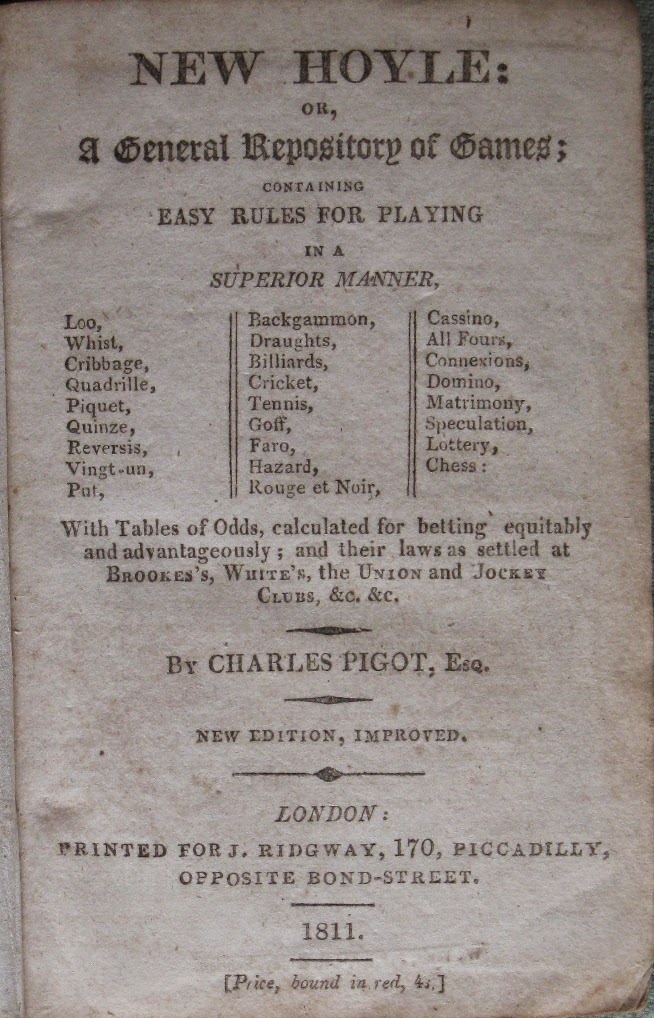 NEW HOYLE:
OR,
A General Repository of Games;
CONTAINING
EASY RULES FOR PLAYING
IN A
SUPERIOR MANNER,
Loo,
Whist,
Cribbage,
Quadrille,
Piquet,
Quinze,
Reversis,
Vingt-un,
Put,
Backgammon,
Draughts,
Billiards,
Cricket,
Tennis,
Goff,
Faro,
Hazard,
Rouge et Noir,
Cassino,
All Fours,
Connexions,
Domino,
Matrimony,
Speculation,
Lottery,
Chess:
With Tables of Odds, calculated for betting equitably
and advantageously; and their laws as settled at
BROOKES'S, WHITE'S, the UNION and JOCKEY
CLUBS, &c. &c.
BY CHARLES PIGOT, ESQ.
NEW EDITION, IMPROVED.
LONDON:
PRINTED FOR J. RIDGWAY, 170, PICCADILLY,
OPPOSITE BOND-STREET.
1811.
[Price, bound in red, 4s.]